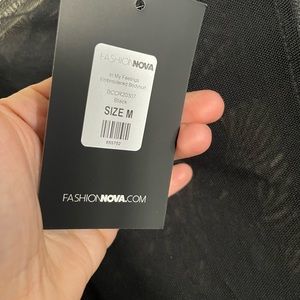 FASHIONNOVA
In My Feelings
Embroidered Bodysuit
Black
SIZE M
FASHIONNOVA.COM